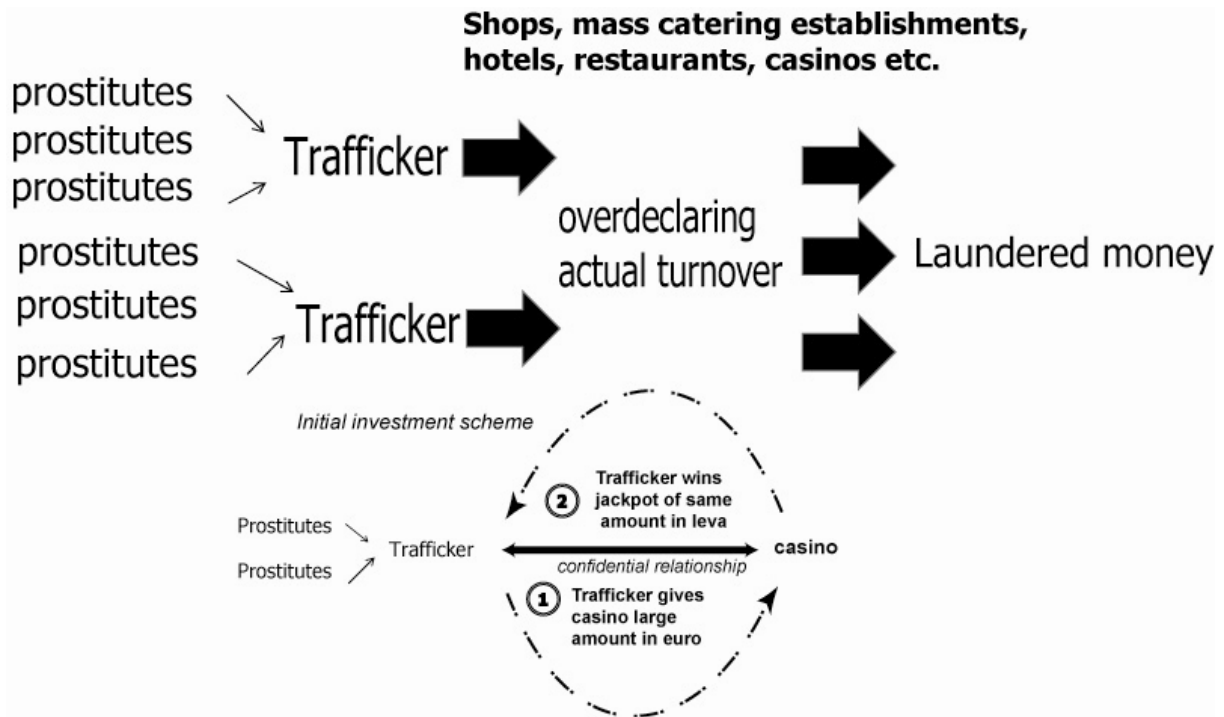 Shops, mass catering establishments,
hotels, restaurants, casinos etc.
prostitutes
prostitutes
prostitutes
Trafficker
prostitutes
prostitutes
prostitutes
Trafficker
overdeclaring
actual turnover
Laundered money
Initial investment scheme
Prostitutes
Prostitutes
Trafficker
2
Trafficker wins
jackpot of same
amount in leva
casino
confidential relationship
1
Trafficker gives
casino large
amount in euro